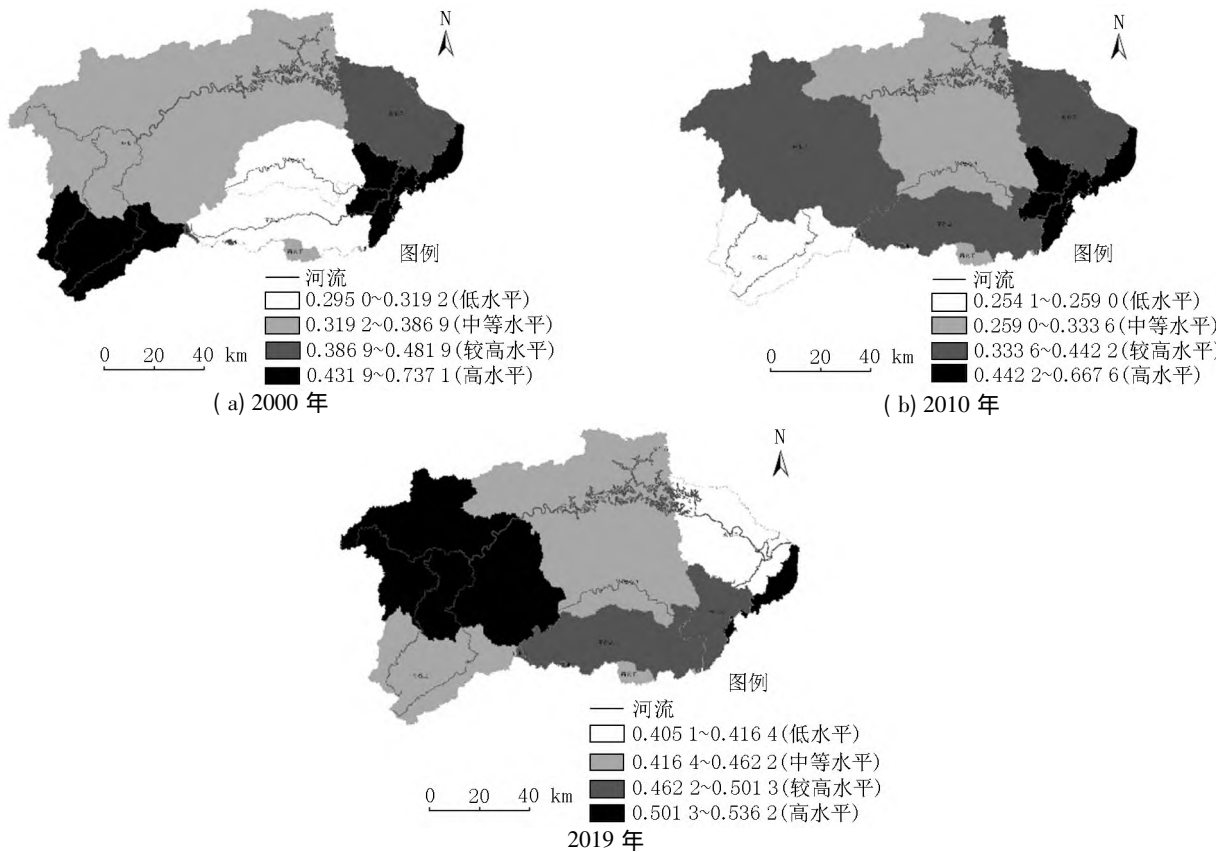 N
图例
河流
0.295 0~0.319 2(低水平)
0.319 2~0.386 9(中等水平)
0.386 9~0.481 9(较高水平)
0.431 9~0.737 1(高水平)
0 20 40 km
( a) 2000 年
N
图例
河流
0.254 1~0.259 0(低水平)
0.259 0~0.333 6(中等水平)
0.333 6~0.442 2(较高水平)
0.442 2~0.667 6(高水平)
0 20 40 km
( b) 2010 年
N
图例
河流
0.405 1~0.416 4(低水平)
0.416 4~0.462 2(中等水平)
0.462 2~0.501 3(较高水平)
0.501 3~0.536 2(高水平)
0 20 40 km
2019 年